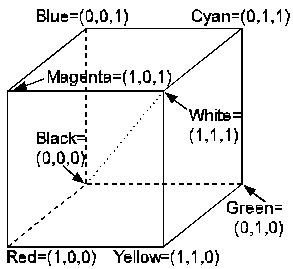 Blue=(0,0,1)
Cyan=(0,1,1)
Magenta=(1,0,1)
White=
(1,1,1)
Black=
(0,0,0)
Green=
(0,1,0)
Red=(1,0,0)
Yellow=(1,1,0)